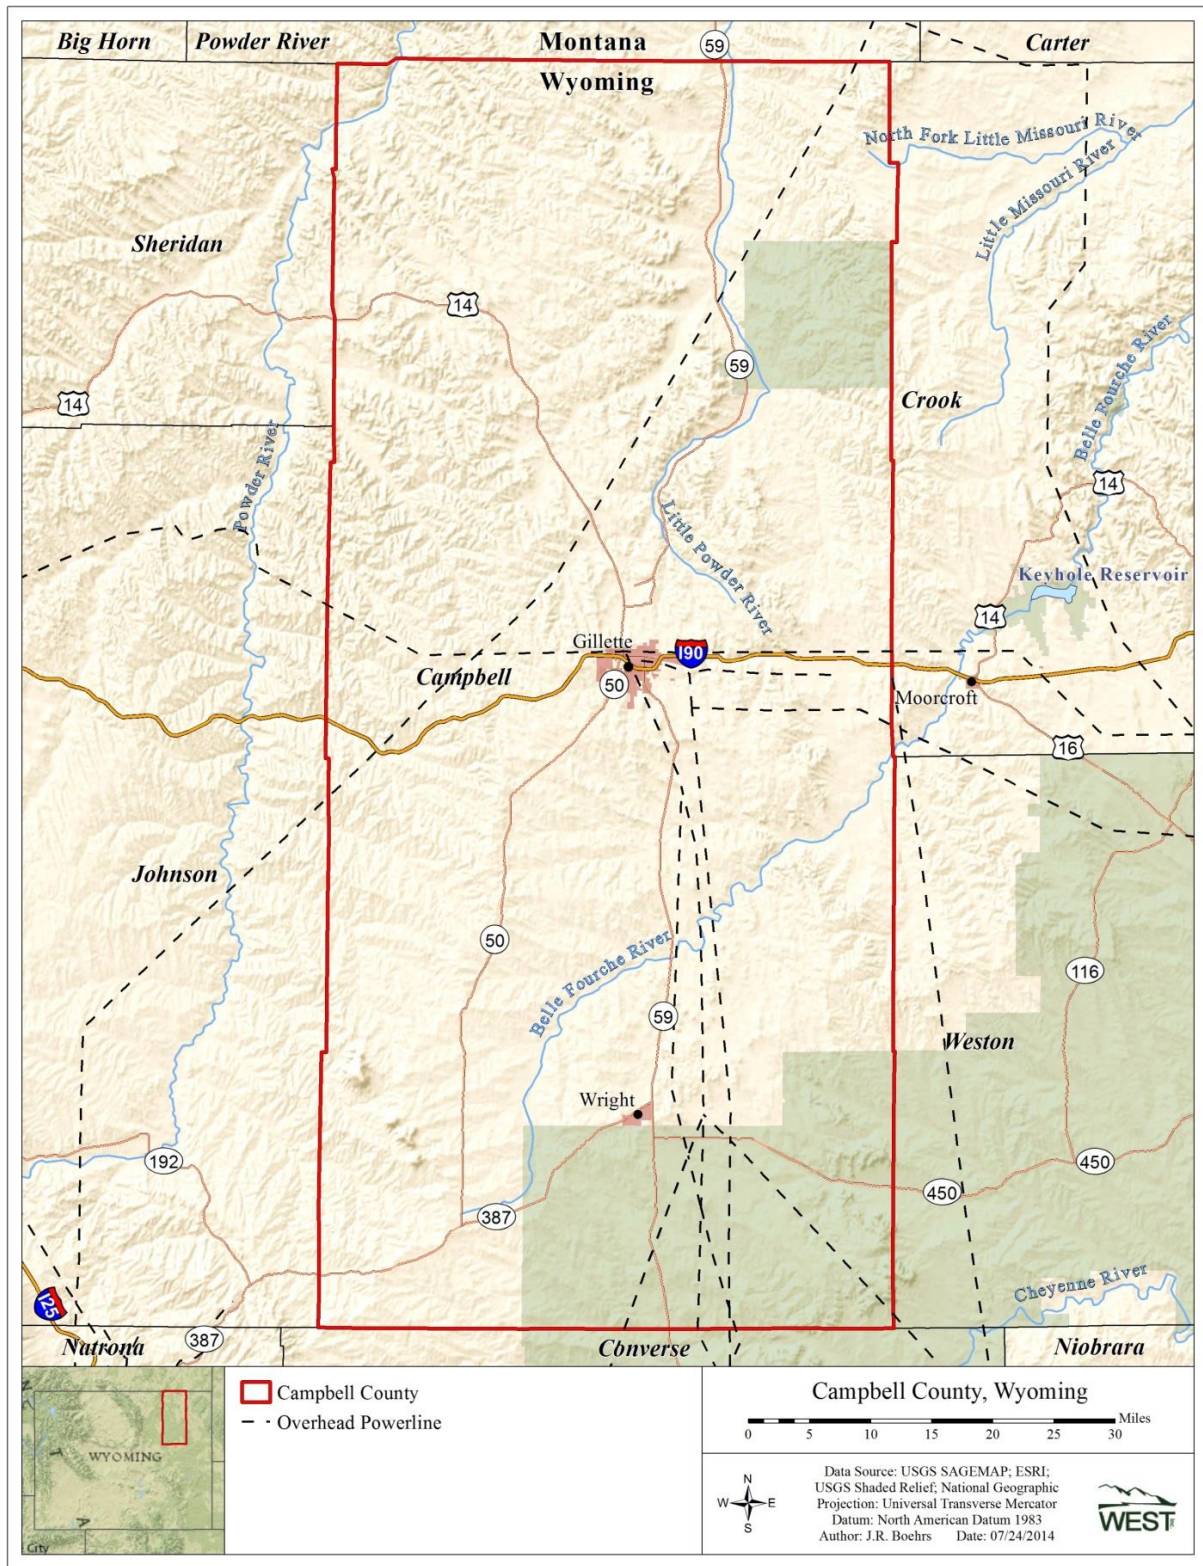 Big Horn
Powder River
Montana
59
Carter
Wyoming
North Fork Little Missouri River
Little Missouri River
Sheridan
14
59
14
Crook
Belle Fourche River
Powder River
14
Little Powder River
Keyhole Reservoir
14
Gillette
I90
Campbell
50
Moorcroft
16
Johnson
50
Belle Fourche River
116
59
Weston
Wright
192
450
450
387
Cheyenne River
I25
Natrona
387
Converse
Niobrara
WYOMING
City
Campbell County
Overhead Powerline
Campbell County, Wyoming
Miles
0 5 10 15 20 25 30
N
W E
S
Data Source: USGS SAGEMAP; ESRI;
USGS Shaded Relief; National Geographic
Projection: Universal Transverse Mercator
Datum: North American Datum 1983
Author: J.R. Boehrs Date: 07/24/2014
WEST